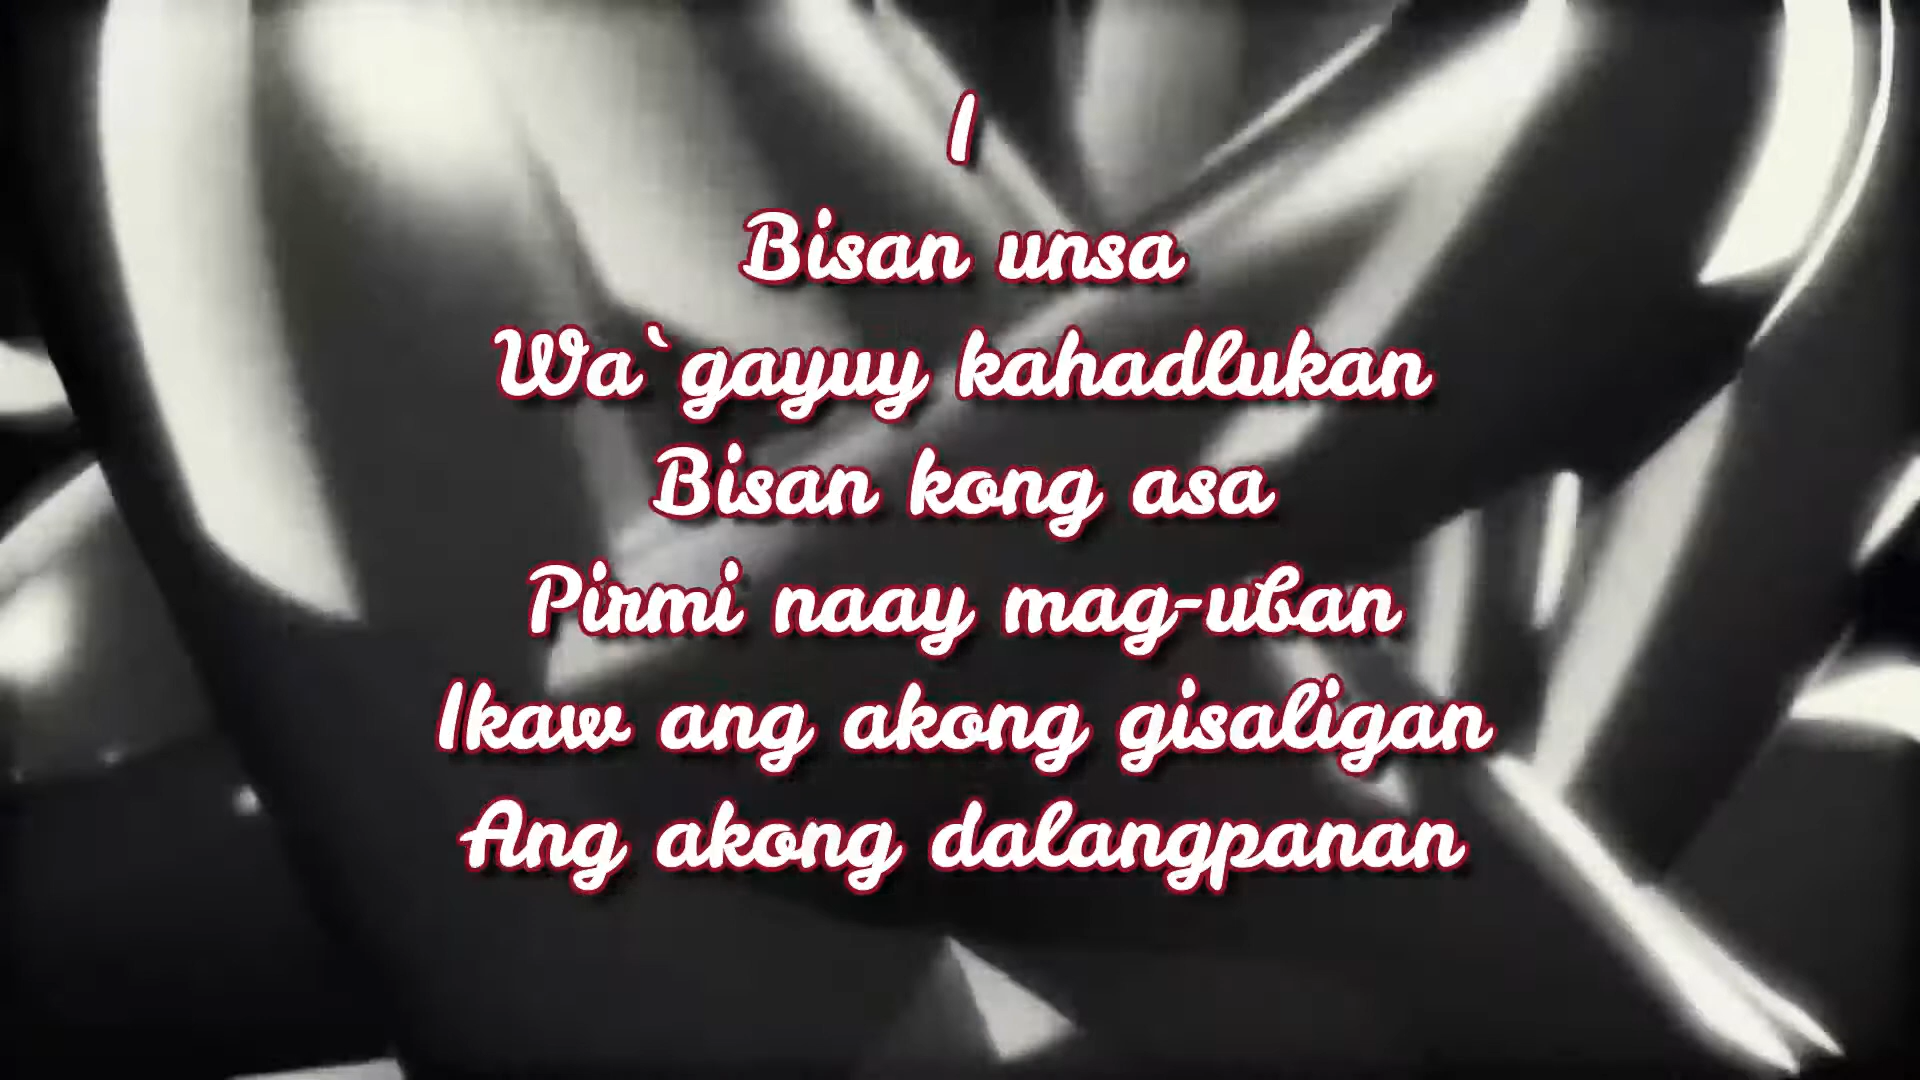 I
Bisan unsa
Wa`gayuy kahadlukan
Bisan kong asa
Pirmi naay mag-uban
Ikaw ang akong gisaligan
Ang akong dalangpanan